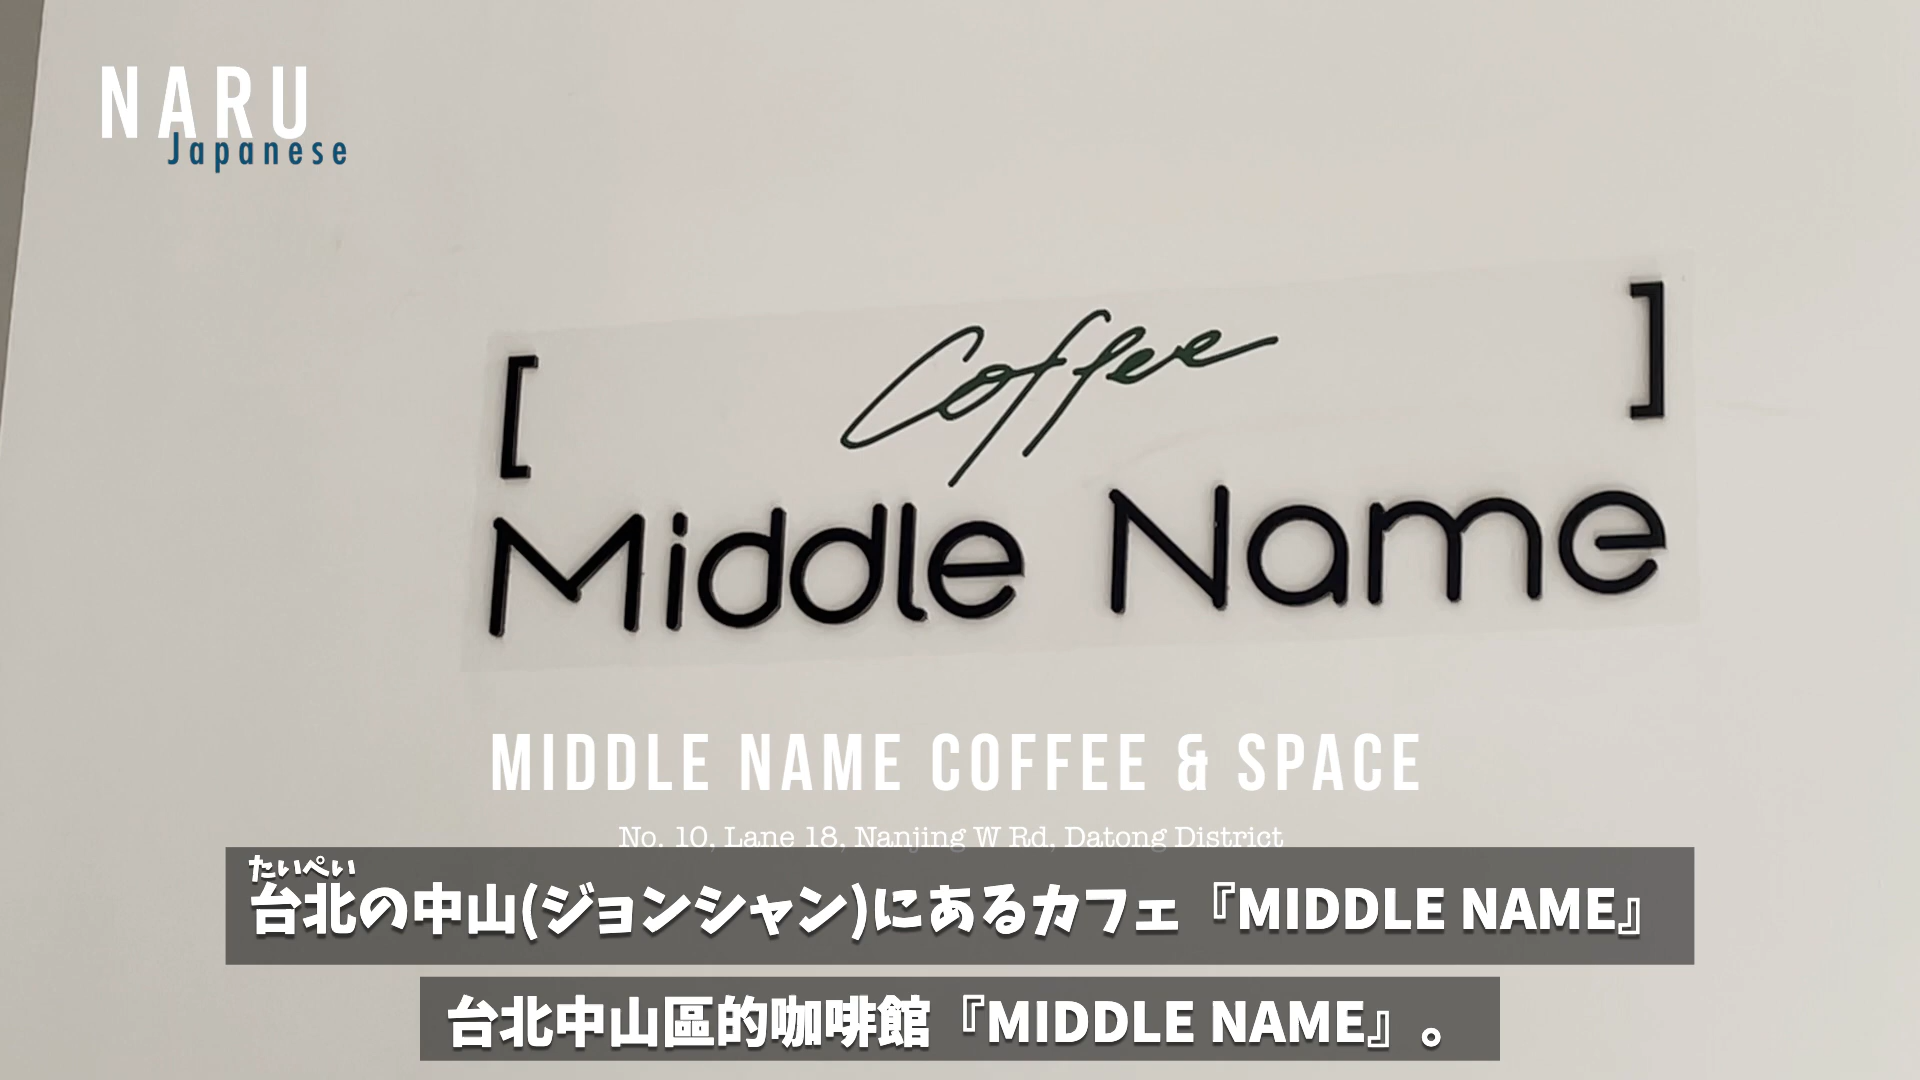 NARU
Japanese
[ Coffee ]
Middle Name
MIDDLE NAME COFFEE & SPACE
No. 10, Lane 18, Nanjing W Rd, Datong District
たいぺい
台北の中山(ジョンシャン)にあるカフェ『MIDDLE NAME』
台北中山區的咖啡館『MIDDLE NAME』。